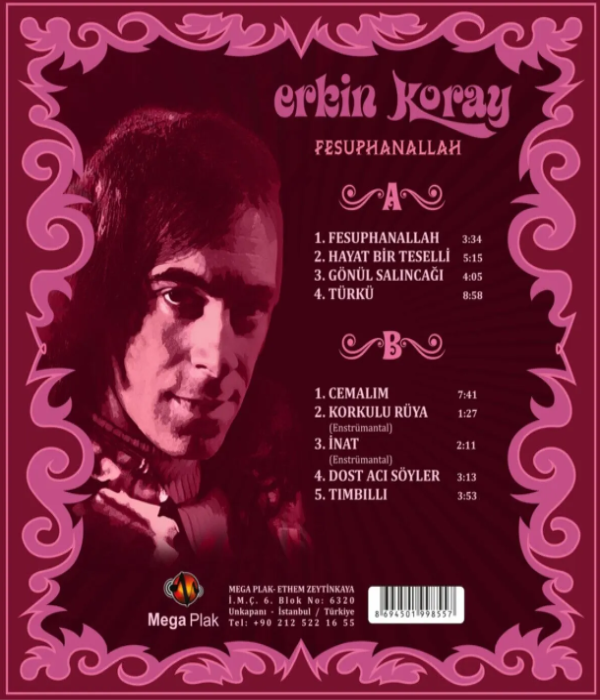 erkin koray
FESUPHANALLAH
A
1. FESUPHANALLAH 3:34
2. HAYAT BİR TESELLİ 5:15
3. GÖNÜL SALINCAĞI 4:05
4. TÜRKÜ 8:58
B
1. CEMALIM 7:41
2. KORKULU RÜYA 1:27
(Enstrümantal)
3. İNAT 2:11
(Enstrümantal)
4. DOST ACI SÖYLER 3:13
5. TIMBILLI 3:53
Mega Plak
MEGA PLAK- ETHEM ZEYTİNKAYA
İ.M.Ç. 6. Blok No: 6320
Unkapanı - İstanbul / Türkiye
Tel: +90 212 522 16 55
8 694501 998557